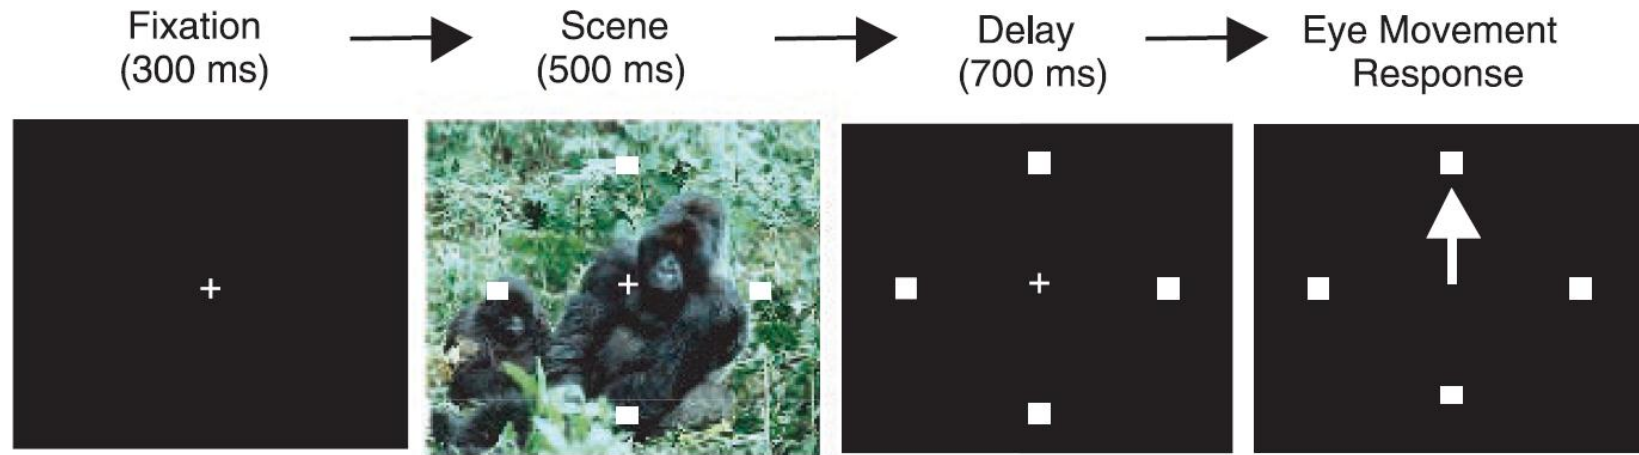 Fixation
(300 ms)
Scene
(500 ms)
Delay
(700 ms)
Eye Movement
Response